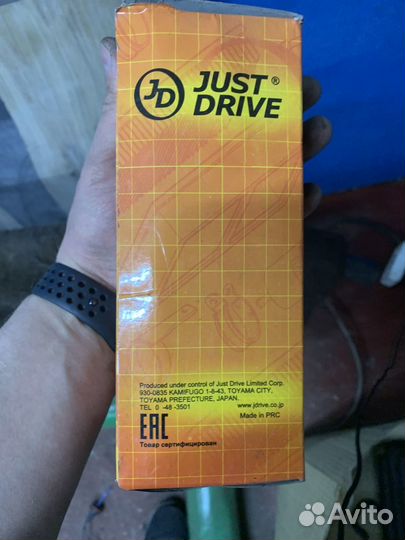 JD JUST®
DRIVE
Produced under control of Just Drive Limited Corp.
930-0835 KAMIFUGO 1-8-43, TOYAMA CITY,
TOYAMA PREFECTURE, JAPAN.
TEL 0 -48 -3501 www.jdrive.co.jp
EAC Made in PRC
Товар сертифицирован
Avito